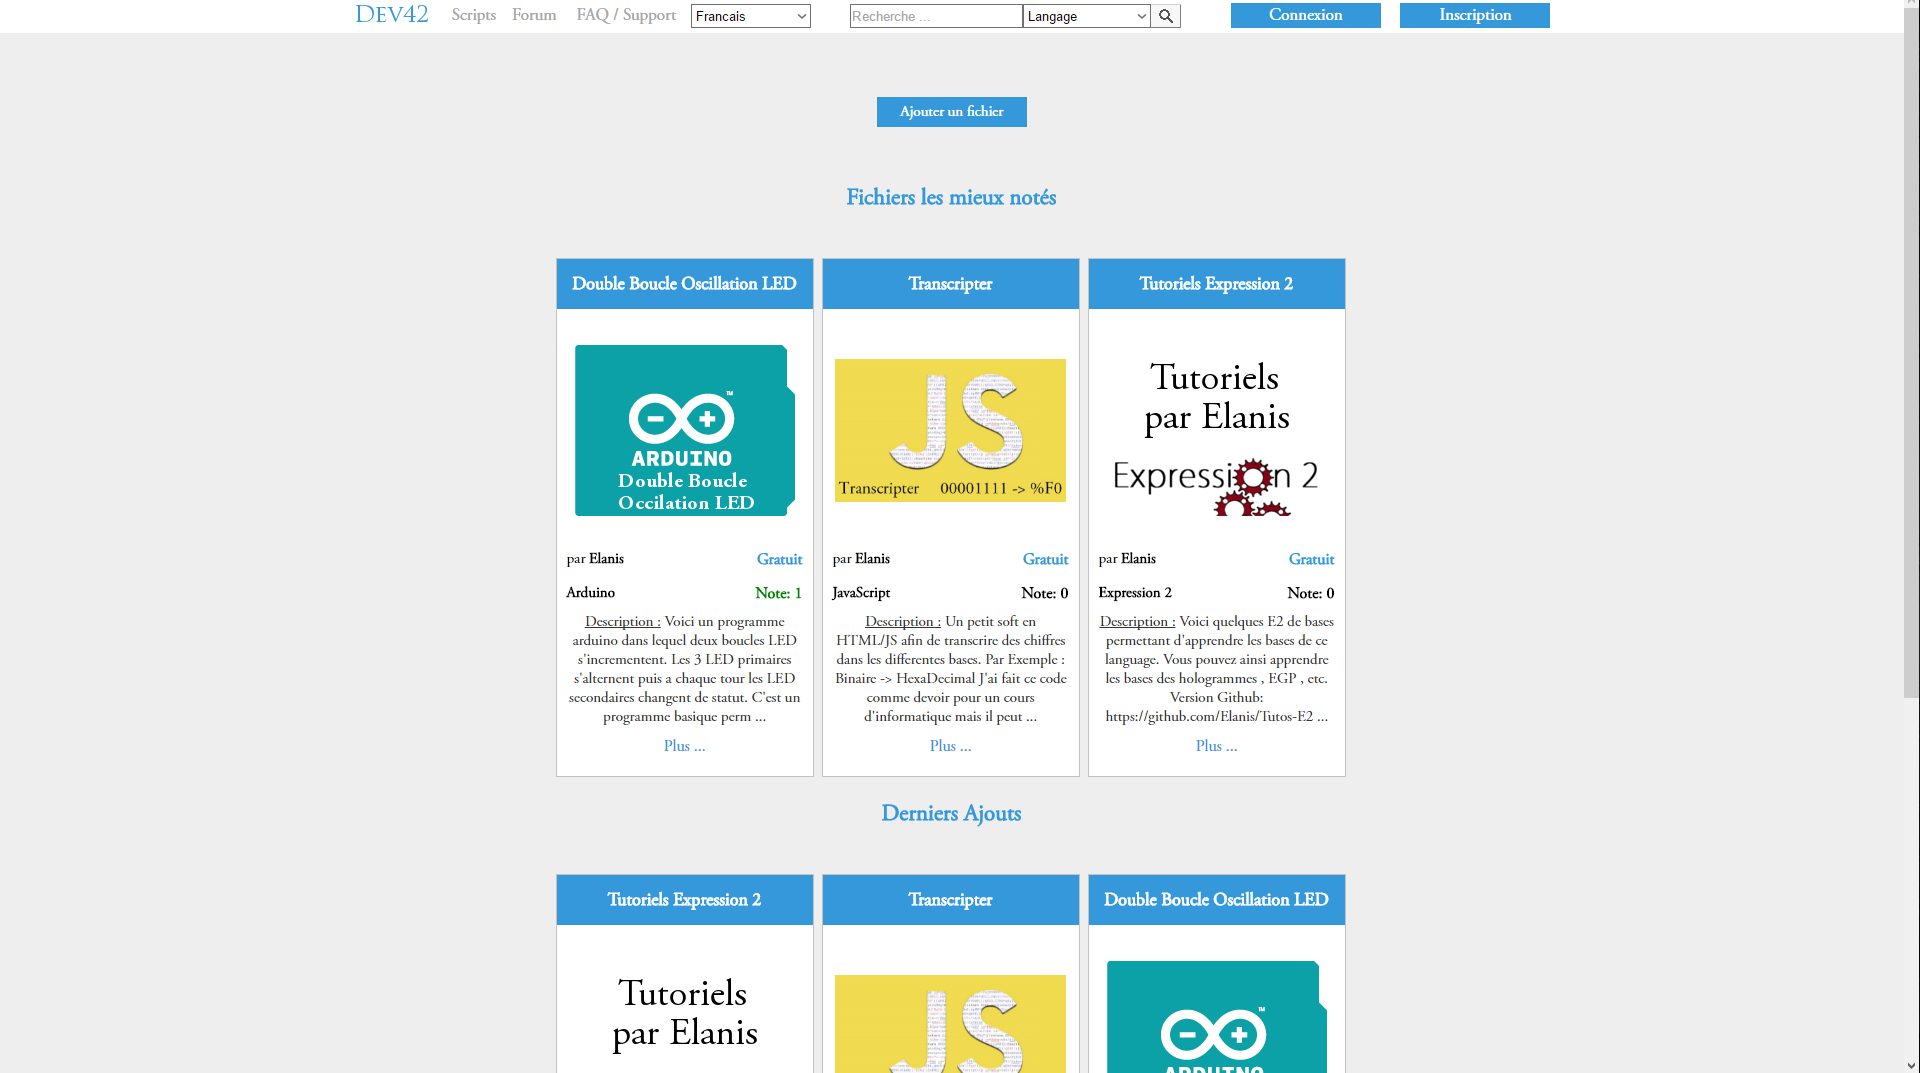 DEV42 Scripts Forum FAQ / Support Francais Recherche ... Langage Connexion Inscription
Ajouter un fichier
Fichiers les mieux notés
Double Boucle Oscillation LED
ARDUINO
Double Boucle
Occilation LED
par Elanis Gratuit
Arduino Note: 1
Description : Voici un programme
arduino dans lequel deux boucles LED
s'incrementent. Les 3 LED primaires
s'alternent puis a chaque tour les LED
secondaires changent de statut. C'est un
programme basique perm ...
Plus ...
Transcripter
JS
Transcripter 00001111 -> %F0
par Elanis Gratuit
JavaScript Note: 0
Description : Un petit soft en
HTML/JS afin de transcrire des chiffres
dans les differentes bases. Par Exemple :
Binaire -> HexaDecimal J'ai fait ce code
comme devoir pour un cours
d'informatique mais il peut ...
Plus ...
Tutoriels Expression 2
Tutoriels
par Elanis
Expression 2
par Elanis Gratuit
Expression 2 Note: 0
Description : Voici quelques E2 de bases
permettant d'apprendre les bases de ce
language. Vous pouvez ainsi apprendre
les bases des hologrammes , EGP , etc.
Version Github:
https://github.com/Elanis/Tutos-E2 ...
Plus ...
Derniers Ajouts
Tutoriels Expression 2
Tutoriels
par Elanis
Transcripter
JS
Double Boucle Oscillation LED
ARDUINO